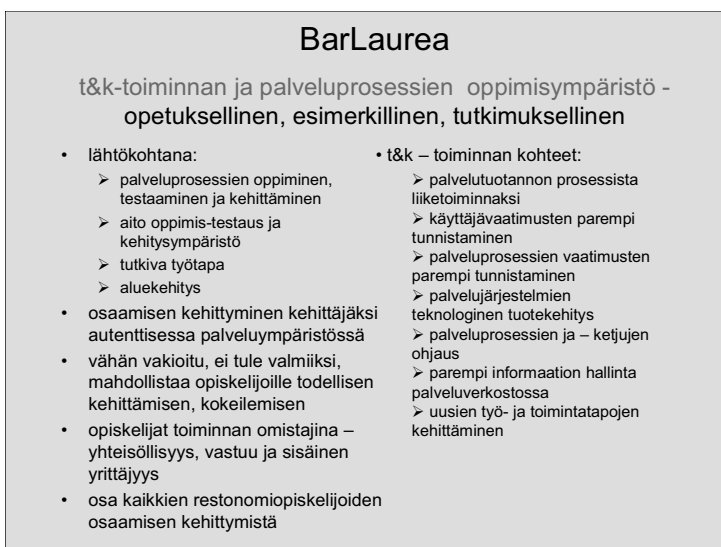 BarLaurea
t&k-toiminnan ja palveluprosessien oppimisympäristö -
opetuksellinen, esimerkillinen, tutkimuksellinen
• lähtökohtana:
➢ palveluprosessien oppiminen,
testaaminen ja kehittäminen
➢ aito oppimis-testaus ja
kehitysympäristö
➢ tutkiva työtapa
➢ aluekehitys
• osaamisen kehittyminen kehittäjäksi
autenttisessa palveluympäristössä
• vähän vakioitu, ei tule valmiiksi,
mahdollistaa opiskelijoille todellisen
kehittämisen, kokeilemisen
• opiskelijat toiminnan omistajina –
yhteisöllisyys, vastuu ja sisäinen
yrittäjyys
• osa kaikkien restonomiopiskelijoiden
osaamisen kehittymistä
• t&k – toiminnan kohteet:
➢ palvelutuotannon prosessista
liiketoiminnaksi
➢ käyttäjävaatimusten parempi
tunnistaminen
➢ palveluprosessien vaatimusten
parempi tunnistaminen
➢ palvelujärjestelmien
teknologinen tuotekehitys
➢ palveluprosessien ja – ketjujen
ohjaus
➢ parempi informaation hallinta
palveluverkostossa
➢ uusien työ- ja toimintatapojen
kehittäminen